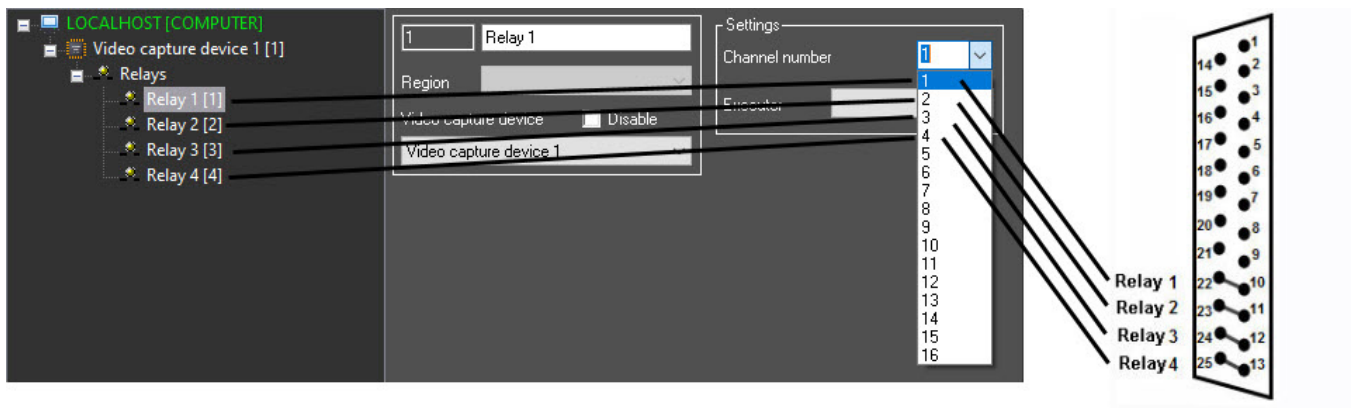 LOCALHOST [COMPUTER]
Video capture device 1 [1]
Relays
Relay 1 [1]
Relay 2 [2]
Relay 3 [3]
Relay 4 [4]
1
Relay 1
Region
Video capture device
Disable
Video capture device 1
Settings
Channel number
1
Executor
1
2
3
4
5
6
7
8
9
10
11
12
13
14
15
16
Relay 1
Relay 2
Relay 3
Relay 4
1
14
2
15
3
16
4
17
5
18
6
19
7
20
8
21
9
22
10
23
11
24
12
25
13